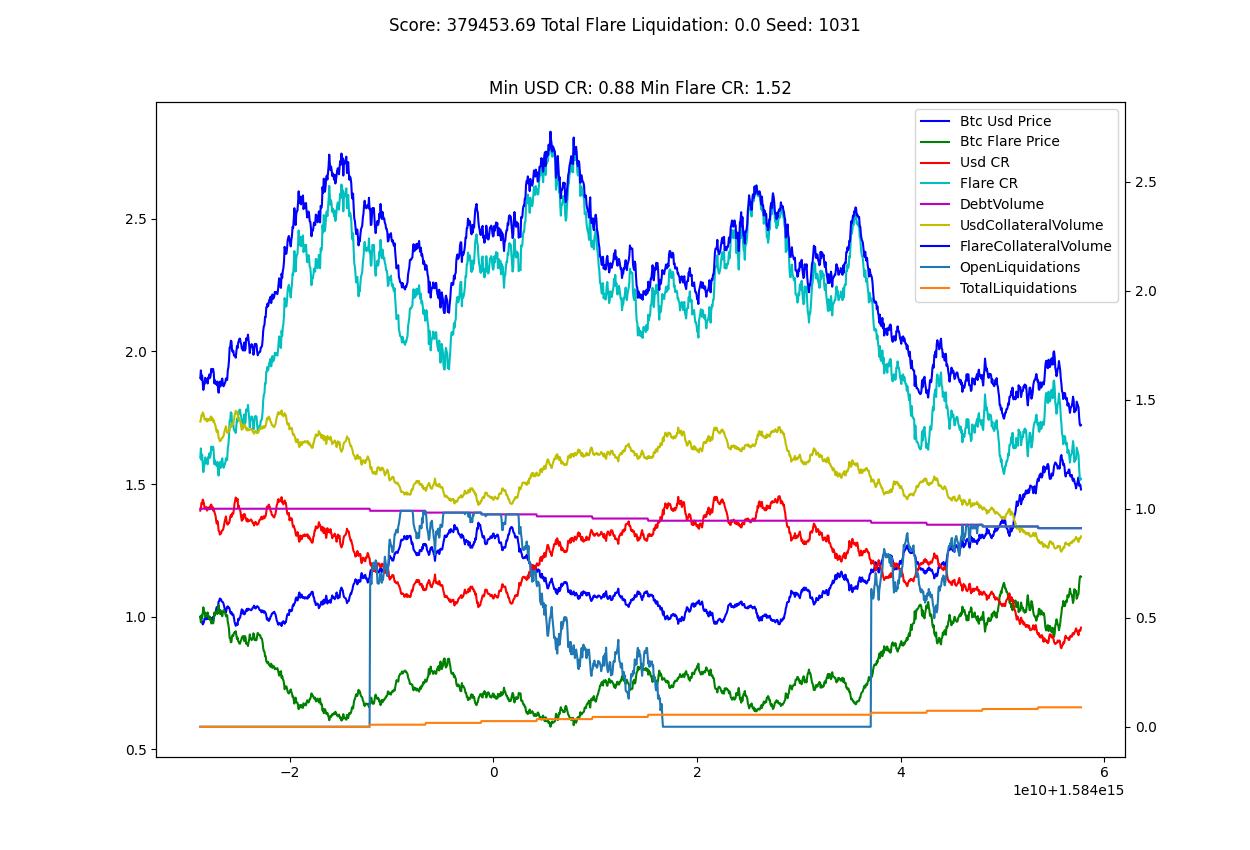 Score: 379453.69 Total Flare Liquidation: 0.0 Seed: 1031
Min USD CR: 0.88 Min Flare CR: 1.52
Btc Usd Price
Btc Flare Price
Usd CR
Flare CR
DebtVolume
UsdCollateralVolume
FlareCollateralVolume
OpenLiquidations
TotalLiquidations
2.5
2.0
1.5
1.0
0.5
2.5
2.0
1.5
1.0
0.5
0.0
−2 0 2 4 6
1e10+1.584e15